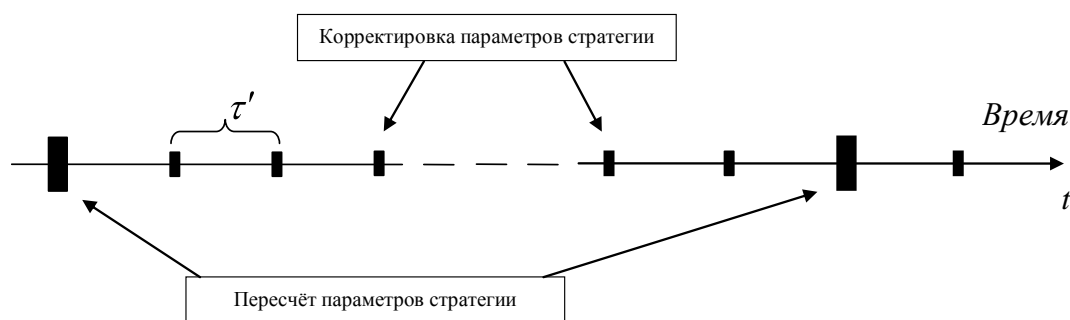 Корректировка параметров стратегии
τ′
Время
t
Пересчёт параметров стратегии